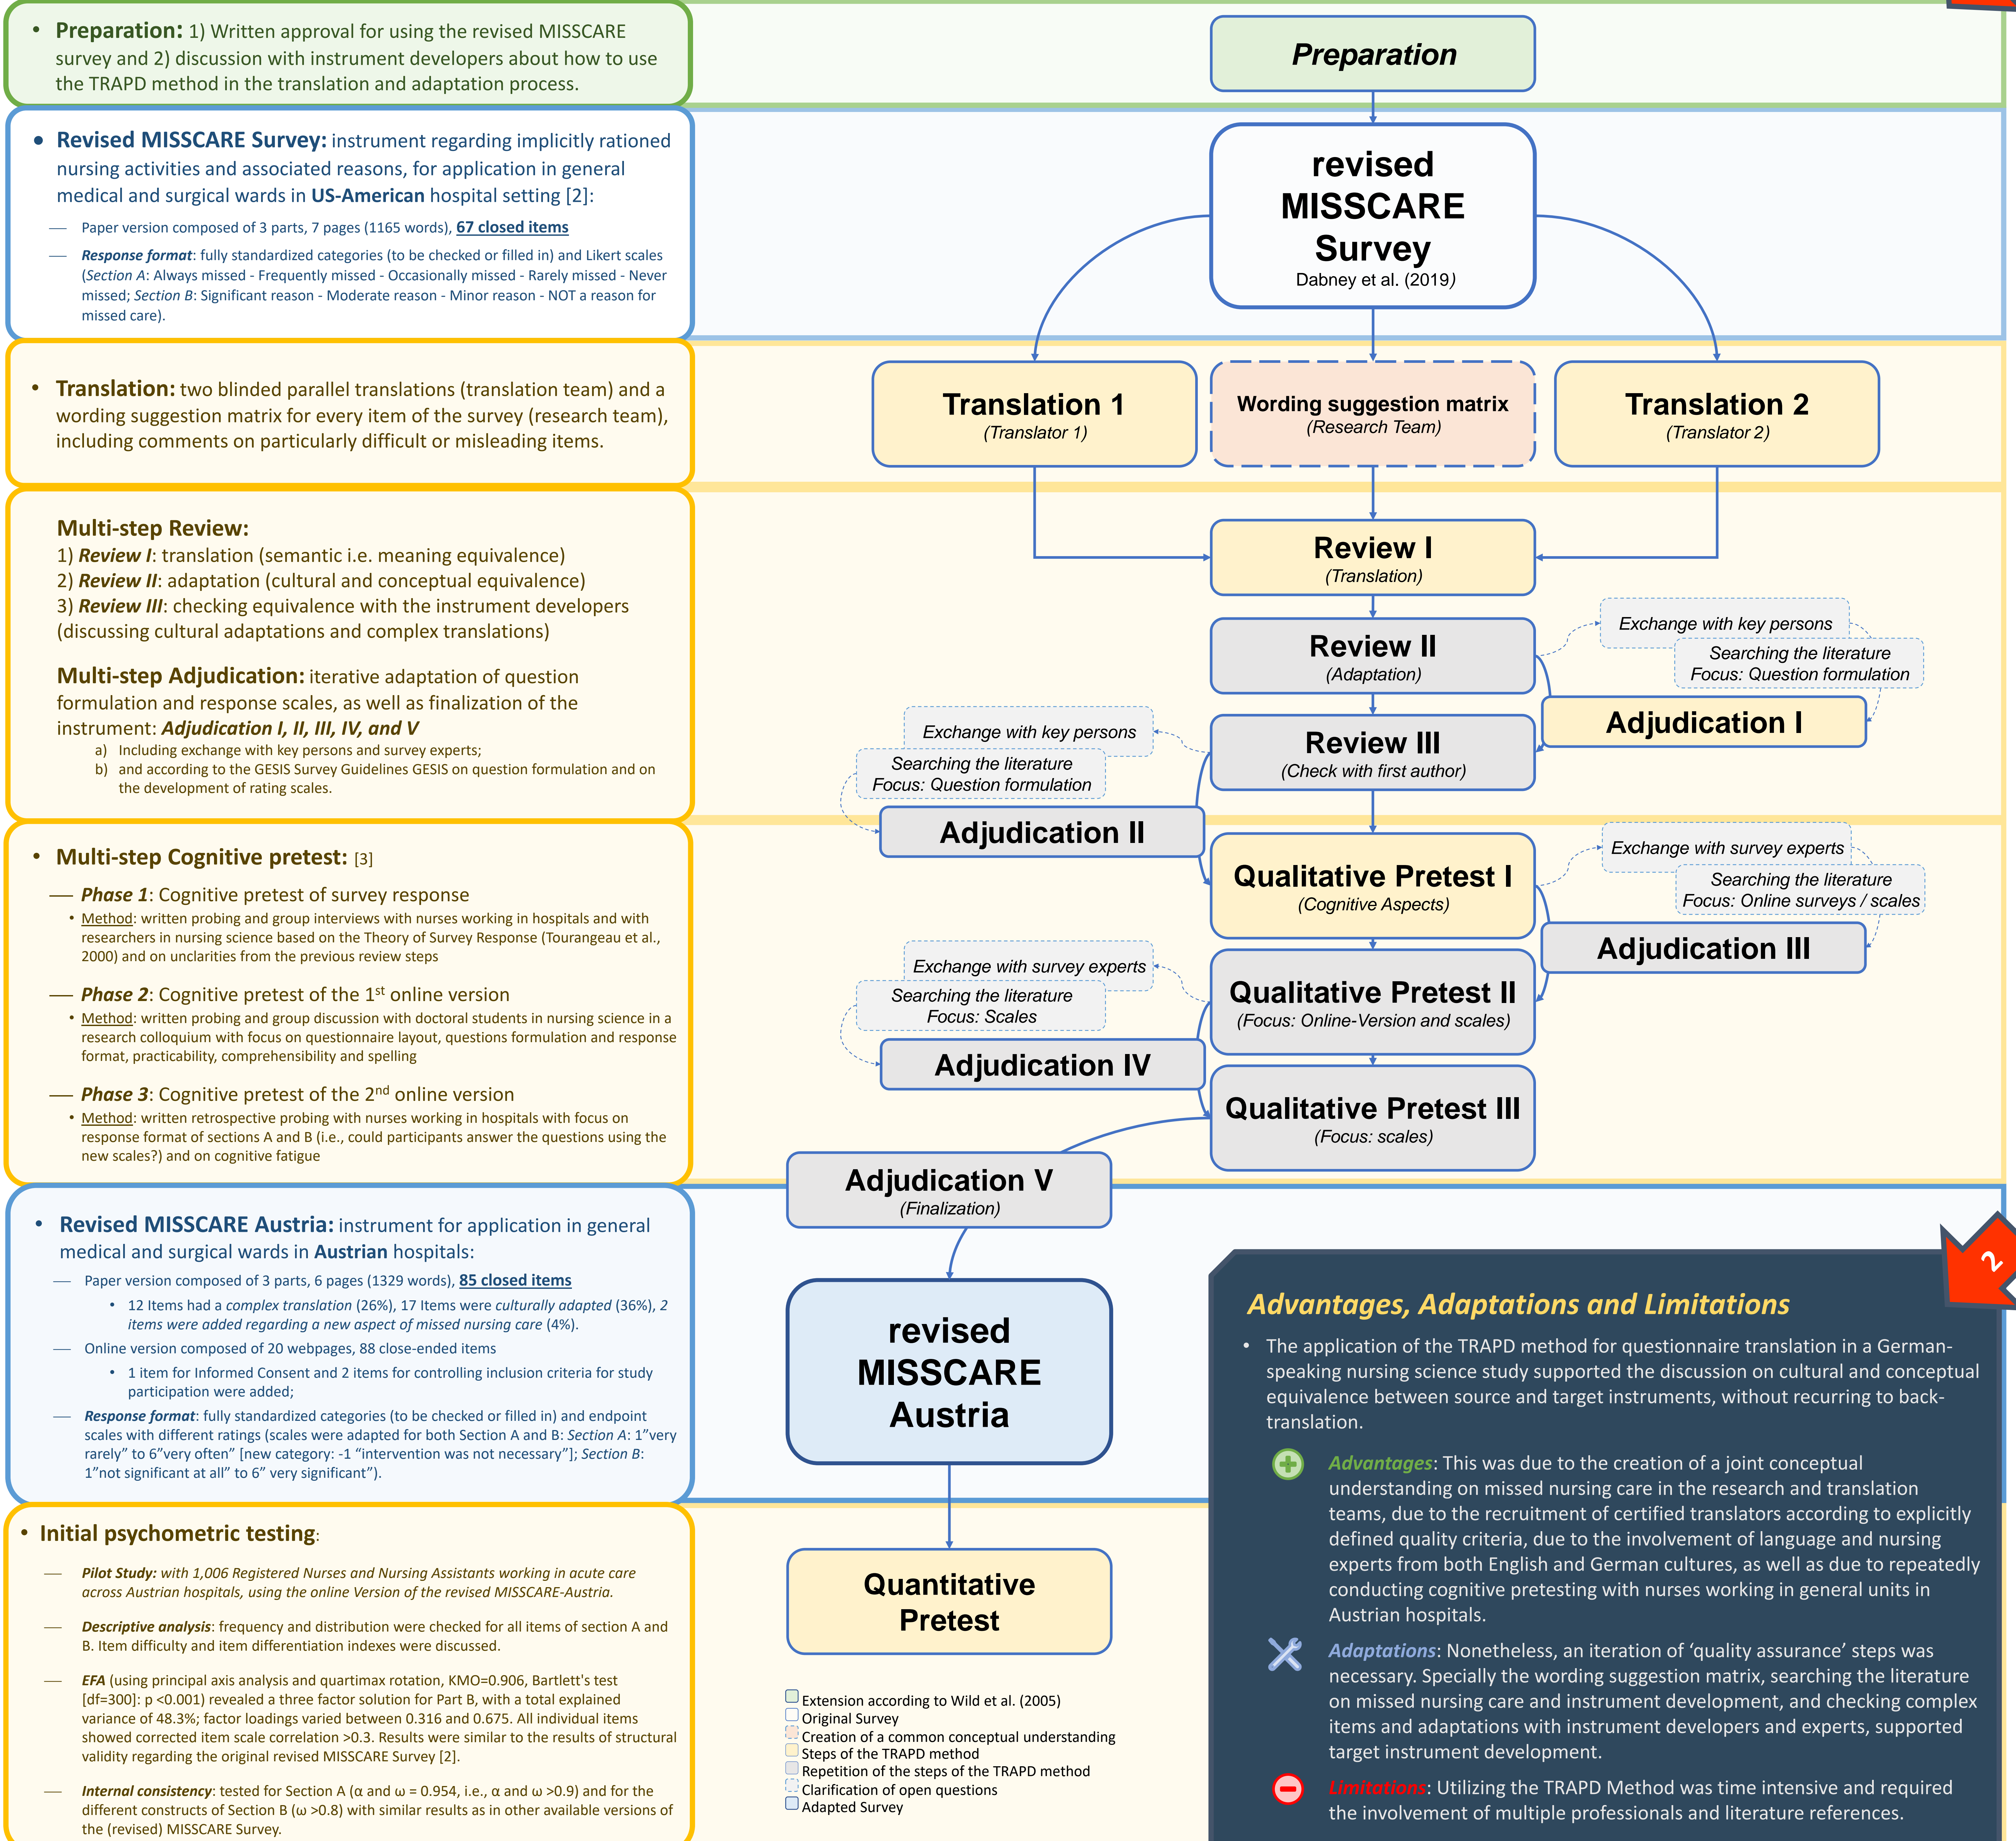 • Preparation: 1) Written approval for using the revised MISSCARE
survey and 2) discussion with instrument developers about how to use
the TRAPD method in the translation and adaptation process.
• Revised MISSCARE Survey: instrument regarding implicitly rationed
nursing activities and associated reasons, for application in general
medical and surgical wards in US-American hospital setting [2]:
— Paper version composed of 3 parts, 7 pages (1165 words), 67 closed items
— Response format: fully standardized categories (to be checked or filled in) and Likert scales
(Section A: Always missed - Frequently missed - Occasionally missed - Rarely missed - Never
missed; Section B: Significant reason - Moderate reason - Minor reason - NOT a reason for
missed care).
• Translation: two blinded parallel translations (translation team) and a
wording suggestion matrix for every item of the survey (research team),
including comments on particularly difficult or misleading items.
Multi-step Review:
1) Review I: translation (semantic i.e. meaning equivalence)
2) Review II: adaptation (cultural and conceptual equivalence)
3) Review III: checking equivalence with the instrument developers
(discussing cultural adaptations and complex translations)
Multi-step Adjudication: iterative adaptation of question
formulation and response scales, as well as finalization of the
instrument: Adjudication I, II, III, IV, and V
a) Including exchange with key persons and survey experts;
b) and according to the GESIS Survey Guidelines GESIS on question formulation and on
the development of rating scales.
• Multi-step Cognitive pretest: [3]
— Phase 1: Cognitive pretest of survey response
• Method: written probing and group interviews with nurses working in hospitals and with
researchers in nursing science based on the Theory of Survey Response (Tourangeau et al.,
2000) and on unclarities from the previous review steps
— Phase 2: Cognitive pretest of the 1st online version
• Method: written probing and group discussion with doctoral students in nursing science in a
research colloquium with focus on questionnaire layout, questions formulation and response
format, practicability, comprehensibility and spelling
— Phase 3: Cognitive pretest of the 2nd online version
• Method: written retrospective probing with nurses working in hospitals with focus on
response format of sections A and B (i.e., could participants answer the questions using the
new scales?) and on cognitive fatigue
• Revised MISSCARE Austria: instrument for application in general
medical and surgical wards in Austrian hospitals:
— Paper version composed of 3 parts, 6 pages (1329 words), 85 closed items
• 12 Items had a complex translation (26%), 17 Items were culturally adapted (36%), 2
items were added regarding a new aspect of missed nursing care (4%).
— Online version composed of 20 webpages, 88 close-ended items
• 1 item for Informed Consent and 2 items for controlling inclusion criteria for study
participation were added;
— Response format: fully standardized categories (to be checked or filled in) and endpoint
scales with different ratings (scales were adapted for both Section A and B: Section A: 1”very
rarely” to 6”very often” [new category: -1 “intervention was not necessary”]; Section B:
1”not significant at all” to 6” very significant”).
• Initial psychometric testing:
— Pilot Study: with 1,006 Registered Nurses and Nursing Assistants working in acute care
across Austrian hospitals, using the online Version of the revised MISSCARE-Austria.
— Descriptive analysis: frequency and distribution were checked for all items of section A and
B. Item difficulty and item differentiation indexes were discussed.
— EFA (using principal axis analysis and quartimax rotation, KMO=0.906, Bartlett's test
[df=300]: p <0.001) revealed a three factor solution for Part B, with a total explained
variance of 48.3%; factor loadings varied between 0.316 and 0.675. All individual items
showed corrected item scale correlation >0.3. Results were similar to the results of structural
validity regarding the original revised MISSCARE Survey [2].
— Internal consistency: tested for Section A (α and ω = 0.954, i.e., α and ω >0.9) and for the
different constructs of Section B (ω >0.8) with similar results as in other available versions of
the (revised) MISSCARE Survey.
Preparation
revised
MISSCARE
Survey
Dabney et al. (2019)
Translation 1
(Translator 1)
Wording suggestion matrix
(Research Team)
Translation 2
(Translator 2)
Review I
(Translation)
Review II
(Adaptation)
Exchange with key persons
Searching the literature
Focus: Question formulation
Adjudication I
Review III
(Check with first author)
Exchange with key persons
Searching the literature
Focus: Question formulation
Adjudication II
Qualitative Pretest I
(Cognitive Aspects)
Exchange with survey experts
Searching the literature
Focus: Online surveys / scales
Adjudication III
Qualitative Pretest II
(Focus: Online-Version and scales)
Exchange with survey experts
Searching the literature
Focus: Scales
Adjudication IV
Qualitative Pretest III
(Focus: scales)
Adjudication V
(Finalization)
revised
MISSCARE
Austria
Quantitative
Pretest
Extension according to Wild et al. (2005)
Original Survey
Creation of a common conceptual understanding
Steps of the TRAPD method
Repetition of the steps of the TRAPD method
Clarification of open questions
Adapted Survey
2
Advantages, Adaptations and Limitations
• The application of the TRAPD method for questionnaire translation in a German-
speaking nursing science study supported the discussion on cultural and conceptual
equivalence between source and target instruments, without recurring to back-
translation.
Advantages: This was due to the creation of a joint conceptual
understanding on missed nursing care in the research and translation
teams, due to the recruitment of certified translators according to explicitly
defined quality criteria, due to the involvement of language and nursing
experts from both English and German cultures, as well as due to repeatedly
conducting cognitive pretesting with nurses working in general units in
Austrian hospitals.
Adaptations: Nonetheless, an iteration of ‘quality assurance’ steps was
necessary. Specially the wording suggestion matrix, searching the literature
on missed nursing care and instrument development, and checking complex
items and adaptations with instrument developers and experts, supported
target instrument development.
Limitations: Utilizing the TRAPD Method was time intensive and required
the involvement of multiple professionals and literature references.